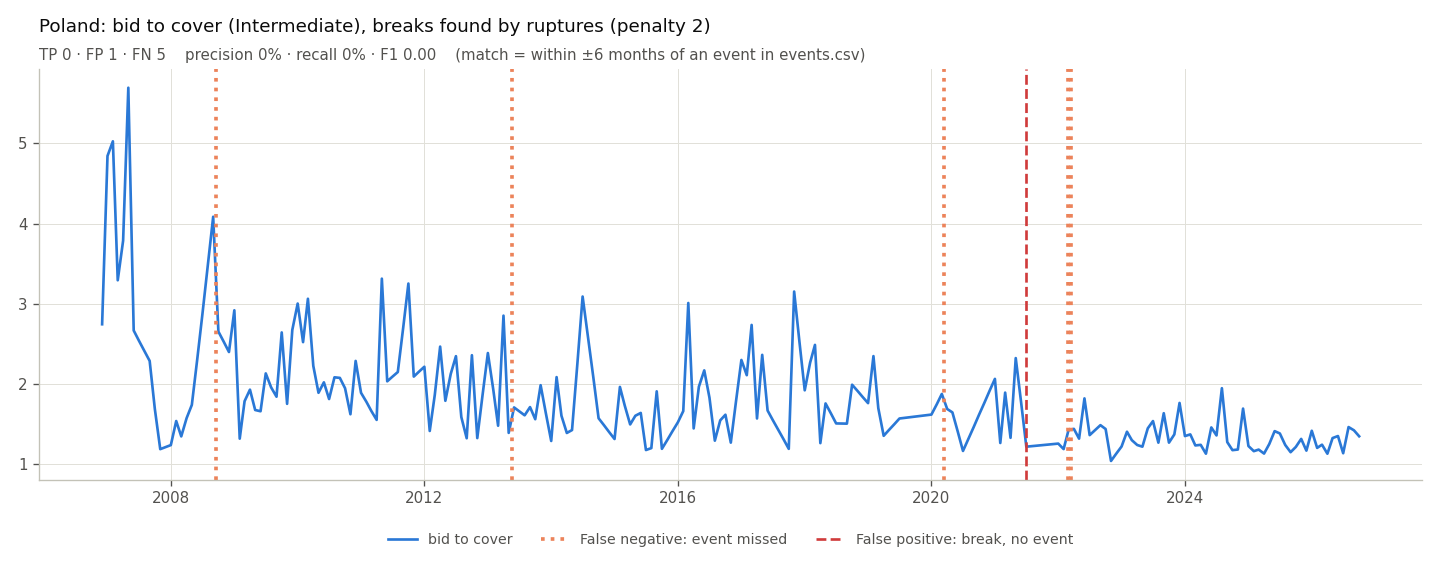 Poland: bid to cover (Intermediate), breaks found by ruptures (penalty 2)
TP 0 · FP 1 · FN 5    precision 0% · recall 0% · F1 0.00    (match = within ±6 months of an event in events.csv)
5
4
3
2
1
2008 2012 2016 2020 2024
bid to cover    False negative: event missed    False positive: break, no event